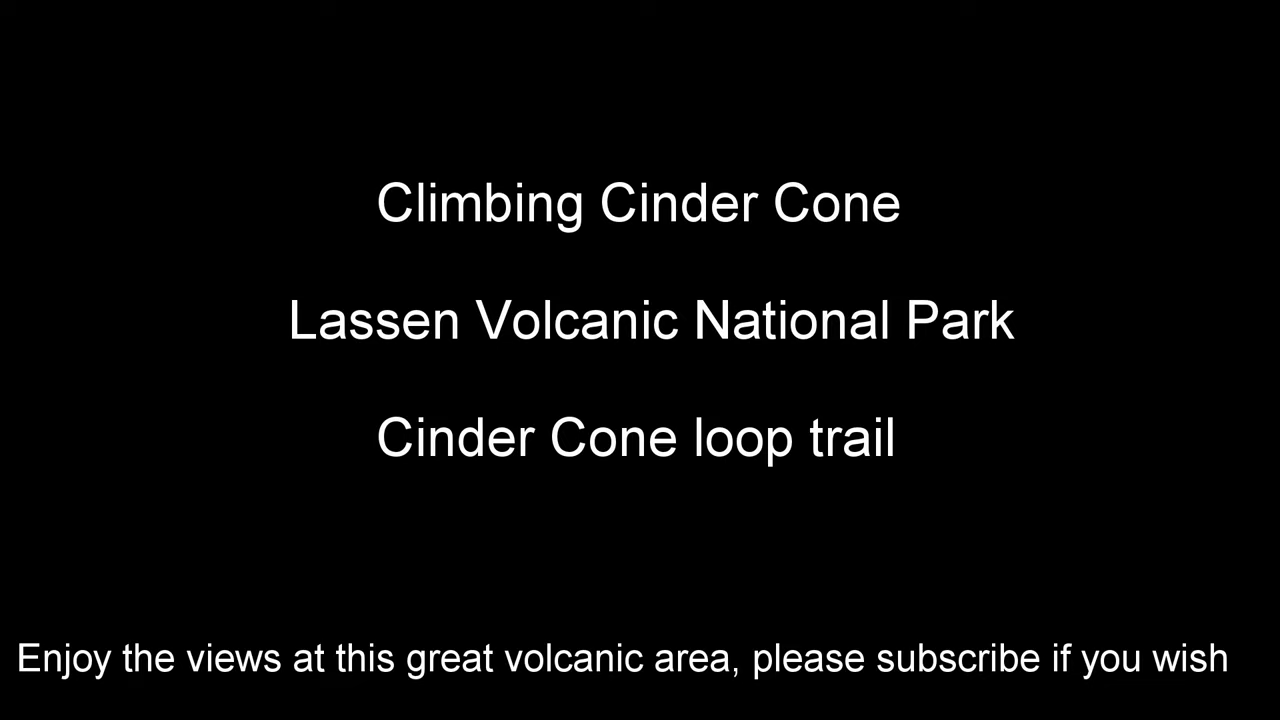 Climbing Cinder Cone
Lassen Volcanic National Park
Cinder Cone loop trail
Enjoy the views at this great volcanic area, please subscribe if you wish